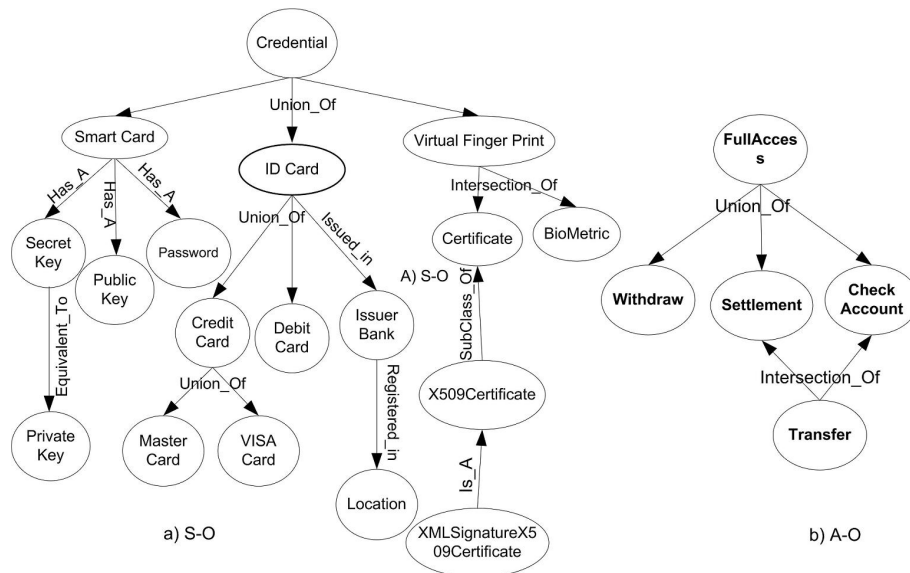 Credential
Union_Of
Smart Card
ID Card
Virtual Finger Print
FullAcces
s
Has_A
Has_A
Has_A
Union_Of
Issued_in
Intersection_Of
Union_Of
Secret
Key
Public
Key
Password
Certificate
BioMetric
A) S-O
Withdraw
Settlement
Check
Account
Equivalent_To
Credit
Card
Debit
Card
Issuer
Bank
SubClass_Of
Union_Of
Registered_in
X509Certificate
Intersection_Of
Transfer
Private
Key
Master
Card
VISA
Card
Is_A
Location
XMLSignatureX5
09Certificate
a) S-O
b) A-O